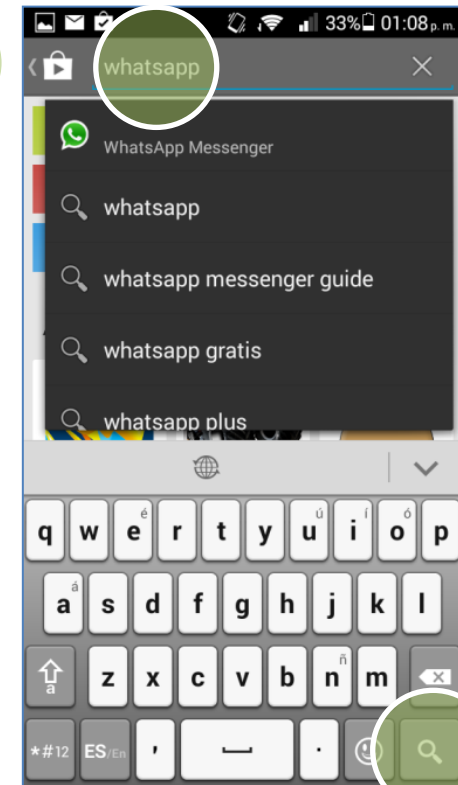 33% 01:08 p.m.
whatsapp
WhatsApp Messenger
whatsapp
whatsapp messenger guide
whatsapp gratis
whatsapp plus
q w e é r t y u ú i í o ó p
a á s d f g h j k l
a z x c v b n ñ m
*#12 ES/En ' .